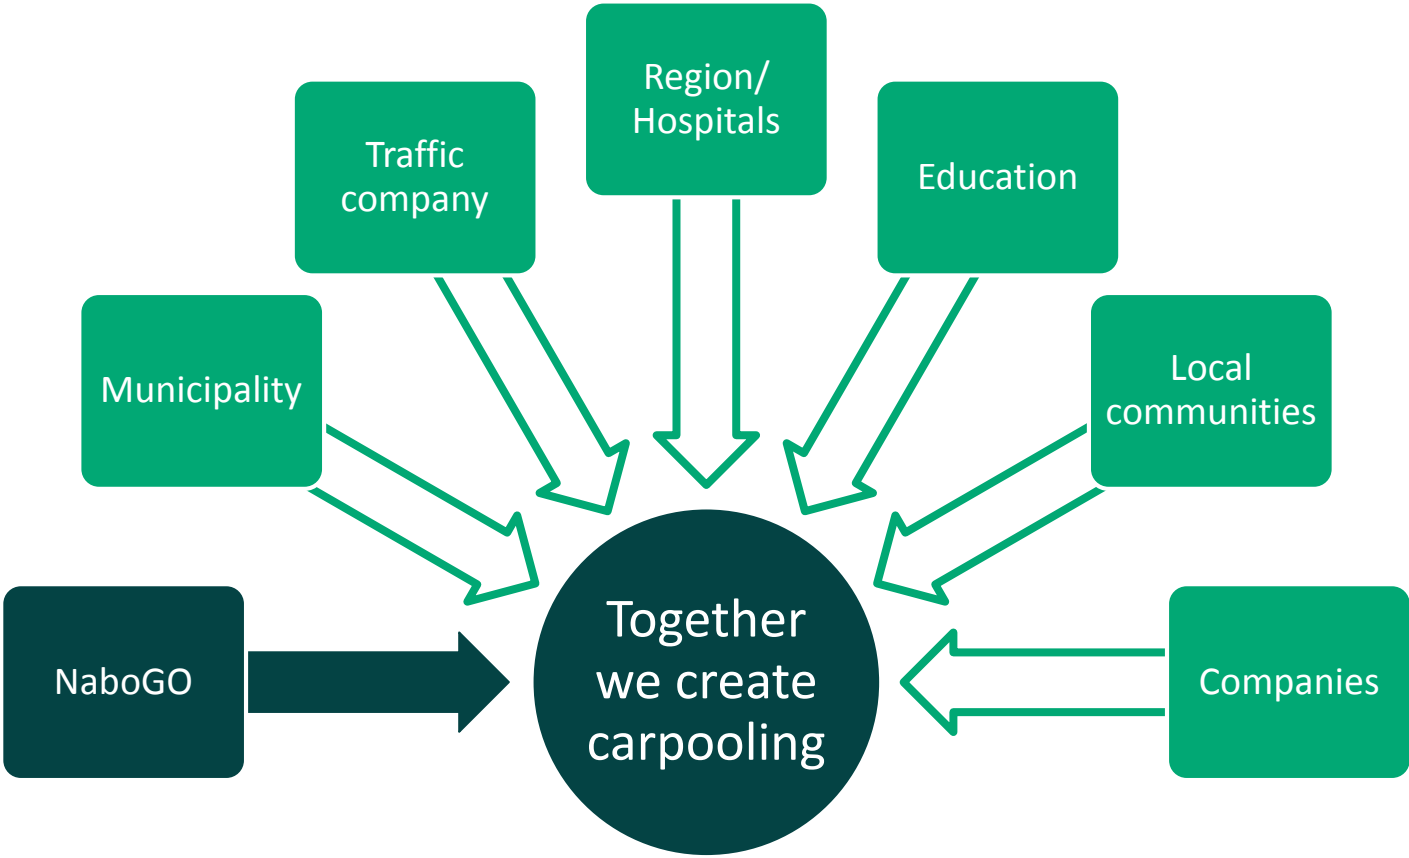 Region/
Hospitals
Traffic
company
Education
Municipality
Local
communities
NaboGO
Together
we create
carpooling
Companies